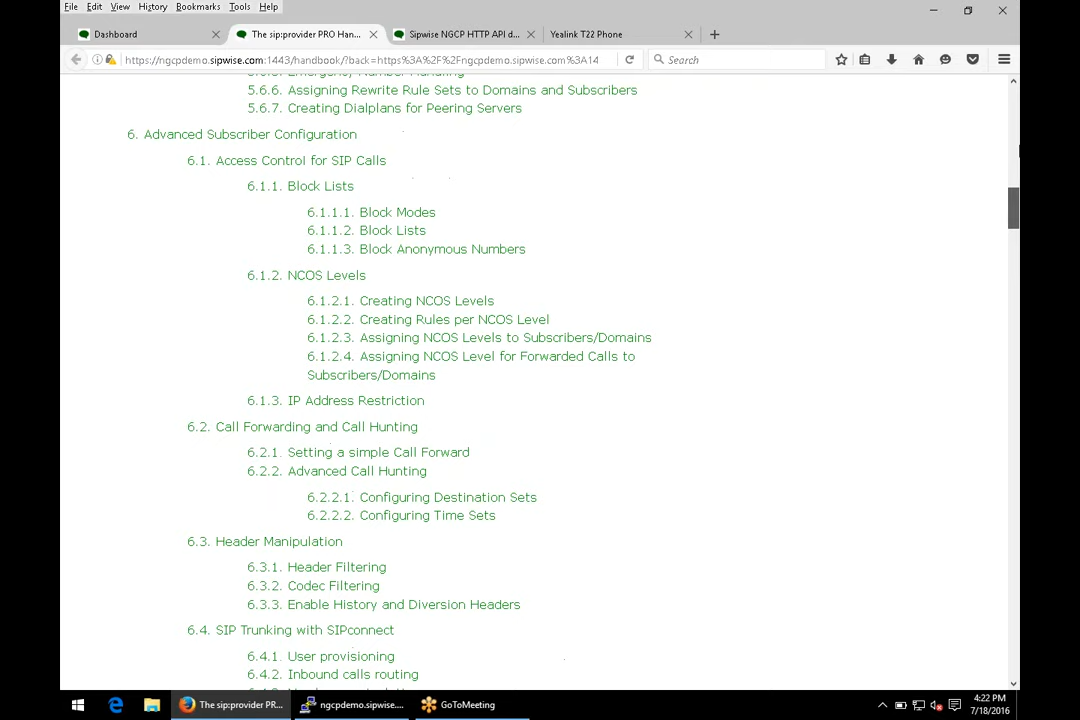 File Edit View History Bookmarks Tools Help
Dashboard
The sip:provider PRO Han...
Sipwise NGCP HTTP API d...
Yealink T22 Phone
https://ngcpdemo.sipwise.com:1443/handbook/?back=https%3A%2F%2Fngcpdemo.sipwise.com%3A14
Search
5.6.6. Assigning Rewrite Rule Sets to Domains and Subscribers
5.6.7. Creating Dialplans for Peering Servers
6. Advanced Subscriber Configuration
6.1. Access Control for SIP Calls
6.1.1. Block Lists
6.1.1.1. Block Modes
6.1.1.2. Block Lists
6.1.1.3. Block Anonymous Numbers
6.1.2. NCOS Levels
6.1.2.1. Creating NCOS Levels
6.1.2.2. Creating Rules per NCOS Level
6.1.2.3. Assigning NCOS Levels to Subscribers/Domains
6.1.2.4. Assigning NCOS Level for Forwarded Calls to
Subscribers/Domains
6.1.3. IP Address Restriction
6.2. Call Forwarding and Call Hunting
6.2.1. Setting a simple Call Forward
6.2.2. Advanced Call Hunting
6.2.2.1. Configuring Destination Sets
6.2.2.2. Configuring Time Sets
6.3. Header Manipulation
6.3.1. Header Filtering
6.3.2. Codec Filtering
6.3.3. Enable History and Diversion Headers
6.4. SIP Trunking with SIPconnect
6.4.1. User provisioning
6.4.2. Inbound calls routing
The sip:provider PR...
ngcpdemo.sipwise....
GoToMeeting
4:22 PM
7/18/2016